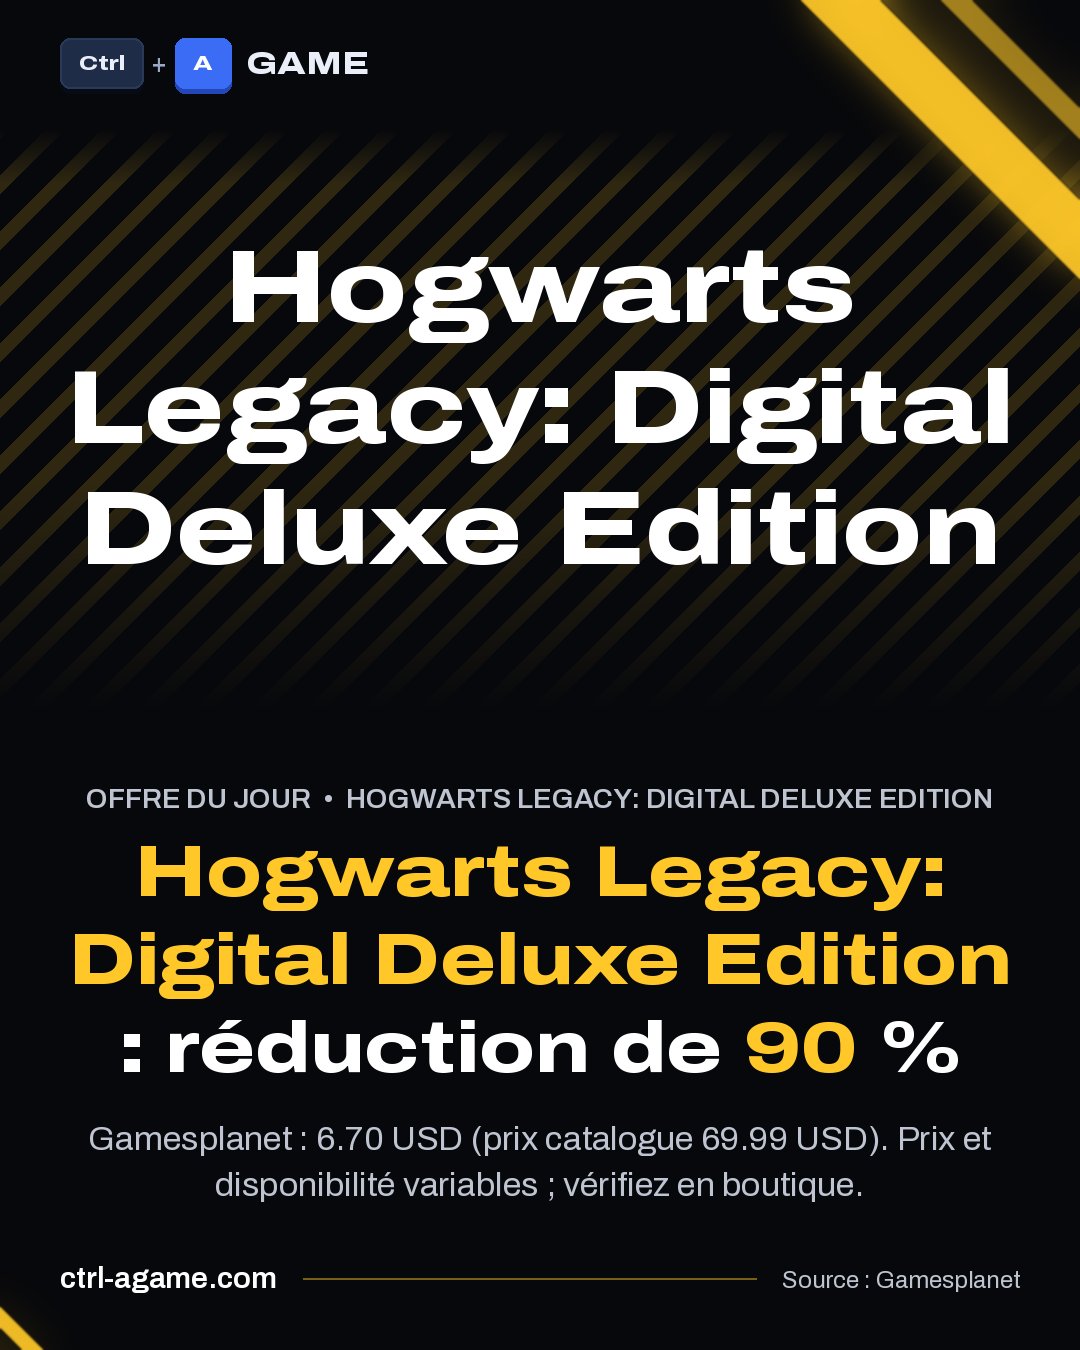 Ctrl + A GAME
Hogwarts
Legacy: Digital
Deluxe Edition
OFFRE DU JOUR • HOGWARTS LEGACY: DIGITAL DELUXE EDITION
Hogwarts Legacy:
Digital Deluxe Edition
: réduction de 90 %
Gamesplanet : 6.70 USD (prix catalogue 69.99 USD). Prix et
disponibilité variables ; vérifiez en boutique.
ctrl-agame.com
Source : Gamesplanet